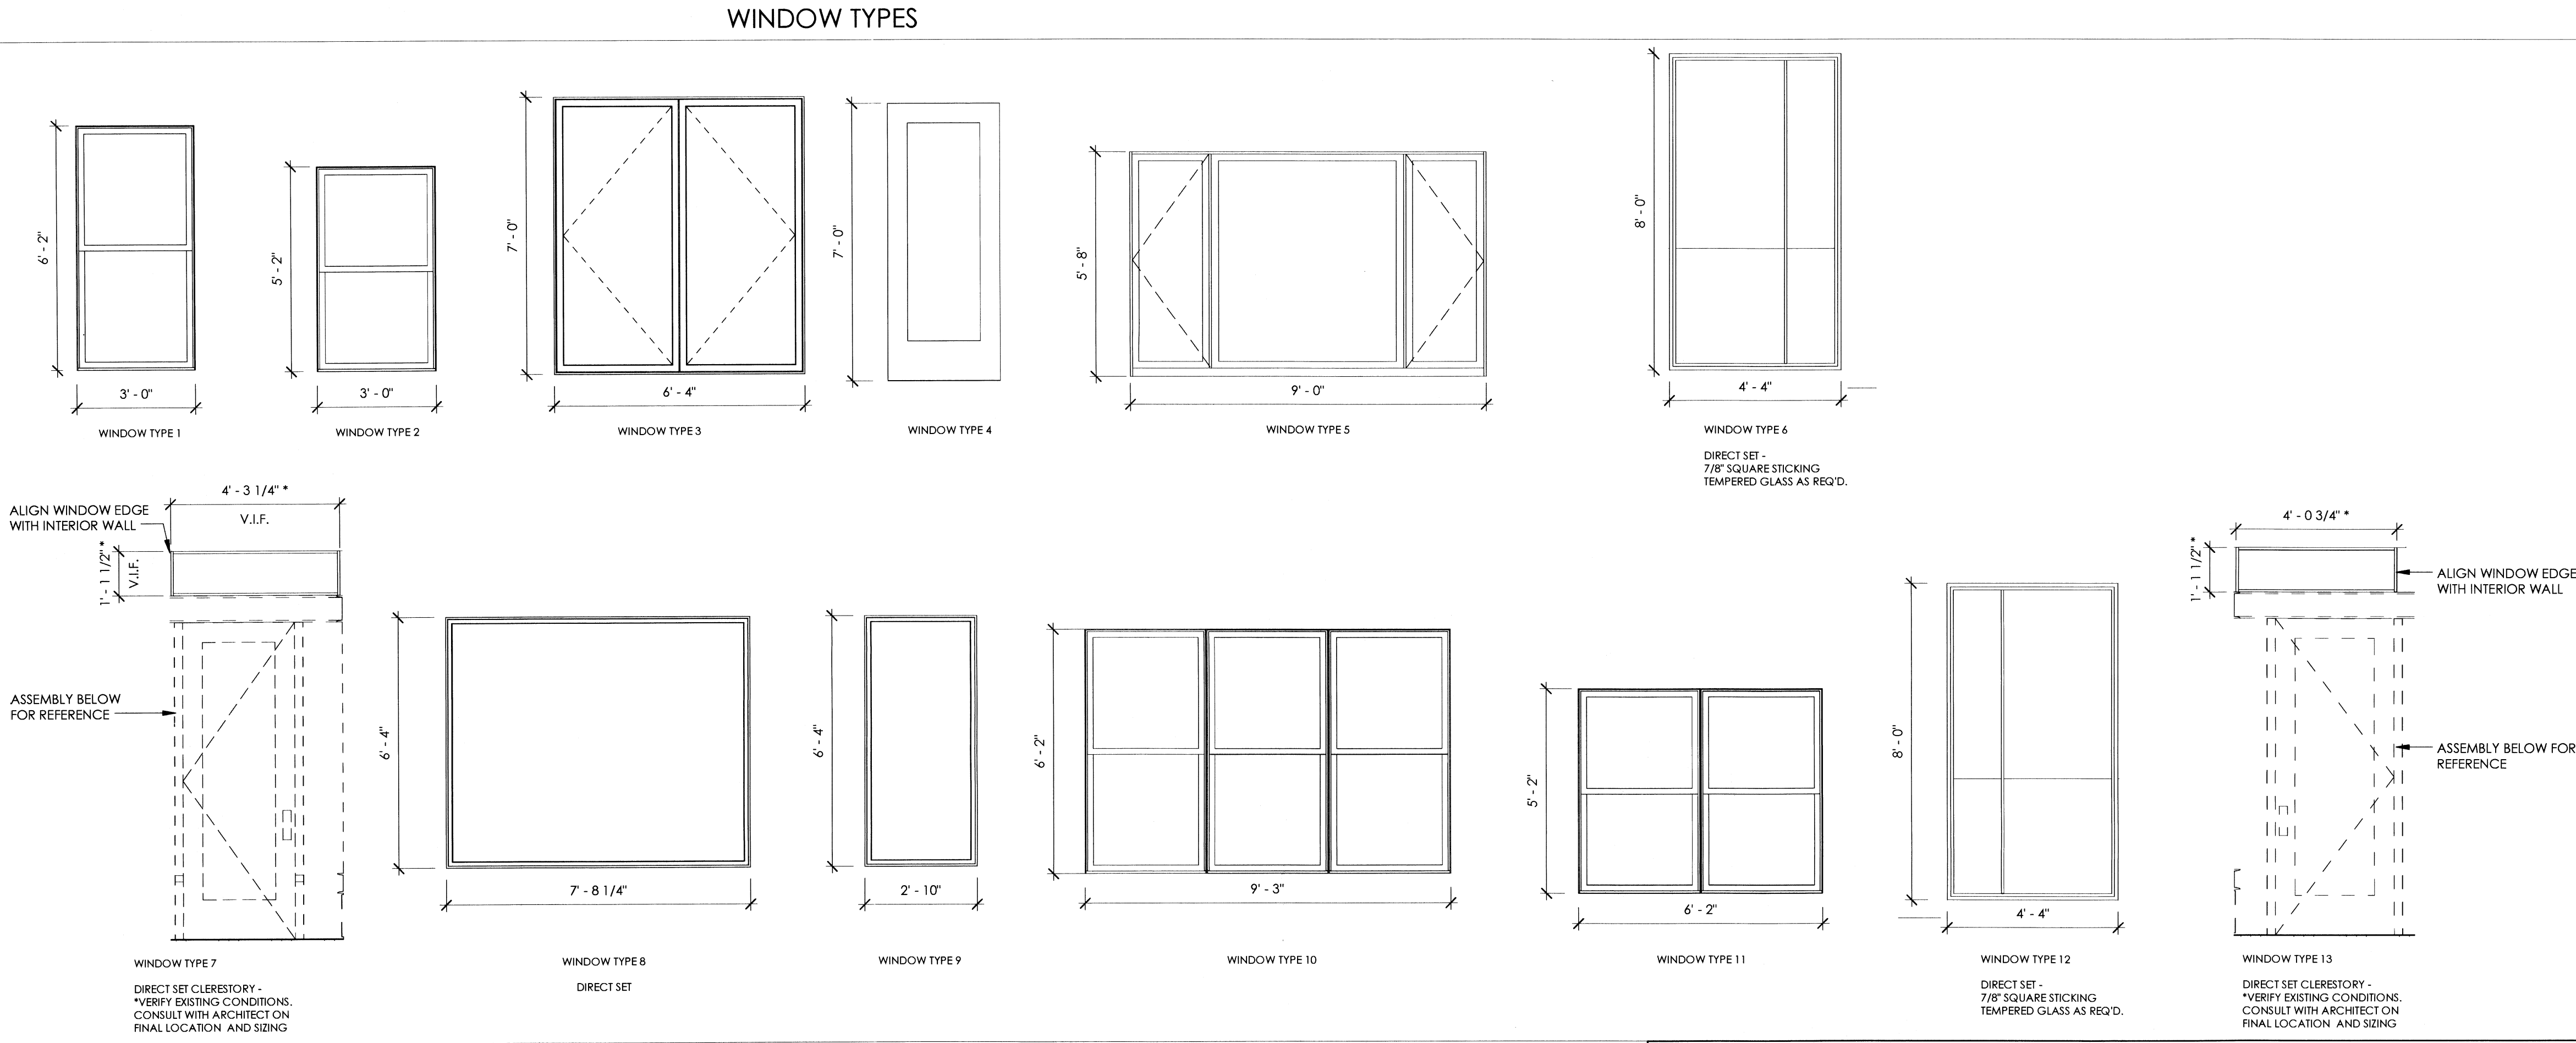 WINDOW TYPES
6' - 2"
3' - 0"
WINDOW TYPE 1
5' - 2"
3' - 0"
WINDOW TYPE 2
7' - 0"
6' - 4"
WINDOW TYPE 3
7' - 0"
WINDOW TYPE 4
5' - 8"
9' - 0"
WINDOW TYPE 5
8' - 0"
4' - 4"
WINDOW TYPE 6
DIRECT SET -
7/8" SQUARE STICKING
TEMPERED GLASS AS REQ'D.
4' - 3 1/4" *
V.I.F.
ALIGN WINDOW EDGE
WITH INTERIOR WALL
1' - 1 1/2" *
V.I.F.
ASSEMBLY BELOW
FOR REFERENCE
WINDOW TYPE 7
DIRECT SET CLERESTORY -
*VERIFY EXISTING CONDITIONS.
CONSULT WITH ARCHITECT ON
FINAL LOCATION AND SIZING
6' - 4"
7' - 8 1/4"
WINDOW TYPE 8
DIRECT SET
6' - 4"
2' - 10"
WINDOW TYPE 9
6' - 2"
9' - 3"
WINDOW TYPE 10
5' - 2"
6' - 2"
WINDOW TYPE 11
8' - 0"
4' - 4"
WINDOW TYPE 12
DIRECT SET -
7/8" SQUARE STICKING
TEMPERED GLASS AS REQ'D.
4' - 0 3/4" *
1' - 1 1/2" *
ALIGN WINDOW EDGE
WITH INTERIOR WALL
ASSEMBLY BELOW FOR
REFERENCE
WINDOW TYPE 13
DIRECT SET CLERESTORY -
*VERIFY EXISTING CONDITIONS.
CONSULT WITH ARCHITECT ON
FINAL LOCATION AND SIZING